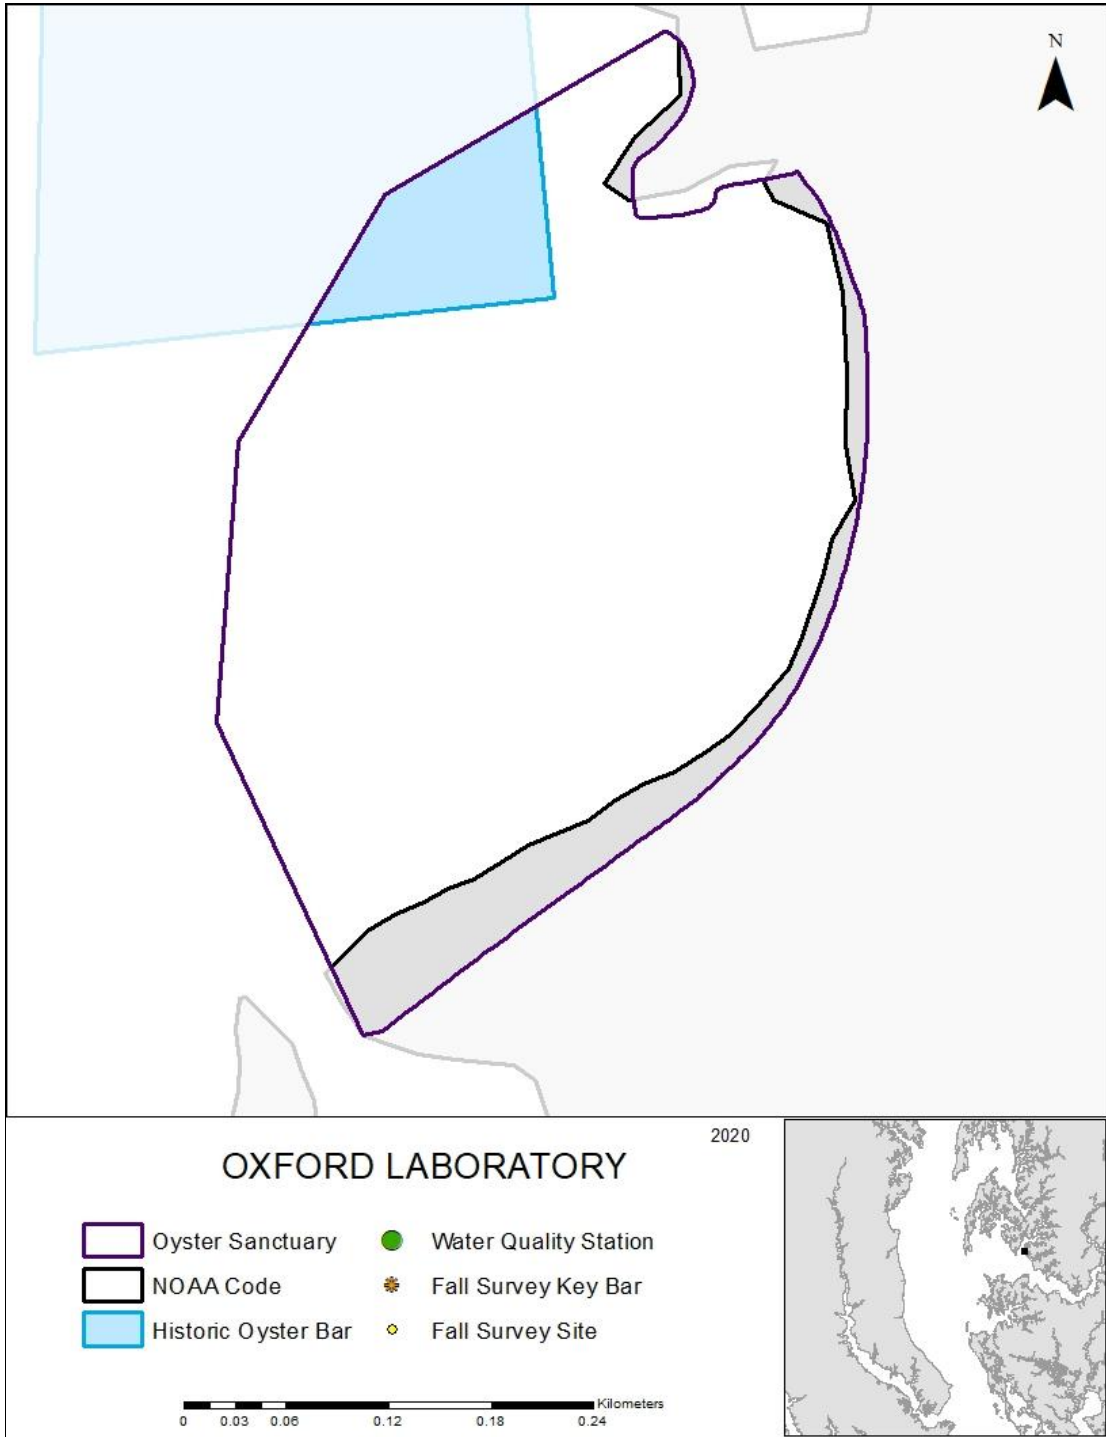 N
2020
OXFORD LABORATORY
Oyster Sanctuary
Water Quality Station
NOAA Code
Fall Survey Key Bar
Historic Oyster Bar
Fall Survey Site
Kilometers
0 0.03 0.06 0.12 0.18 0.24